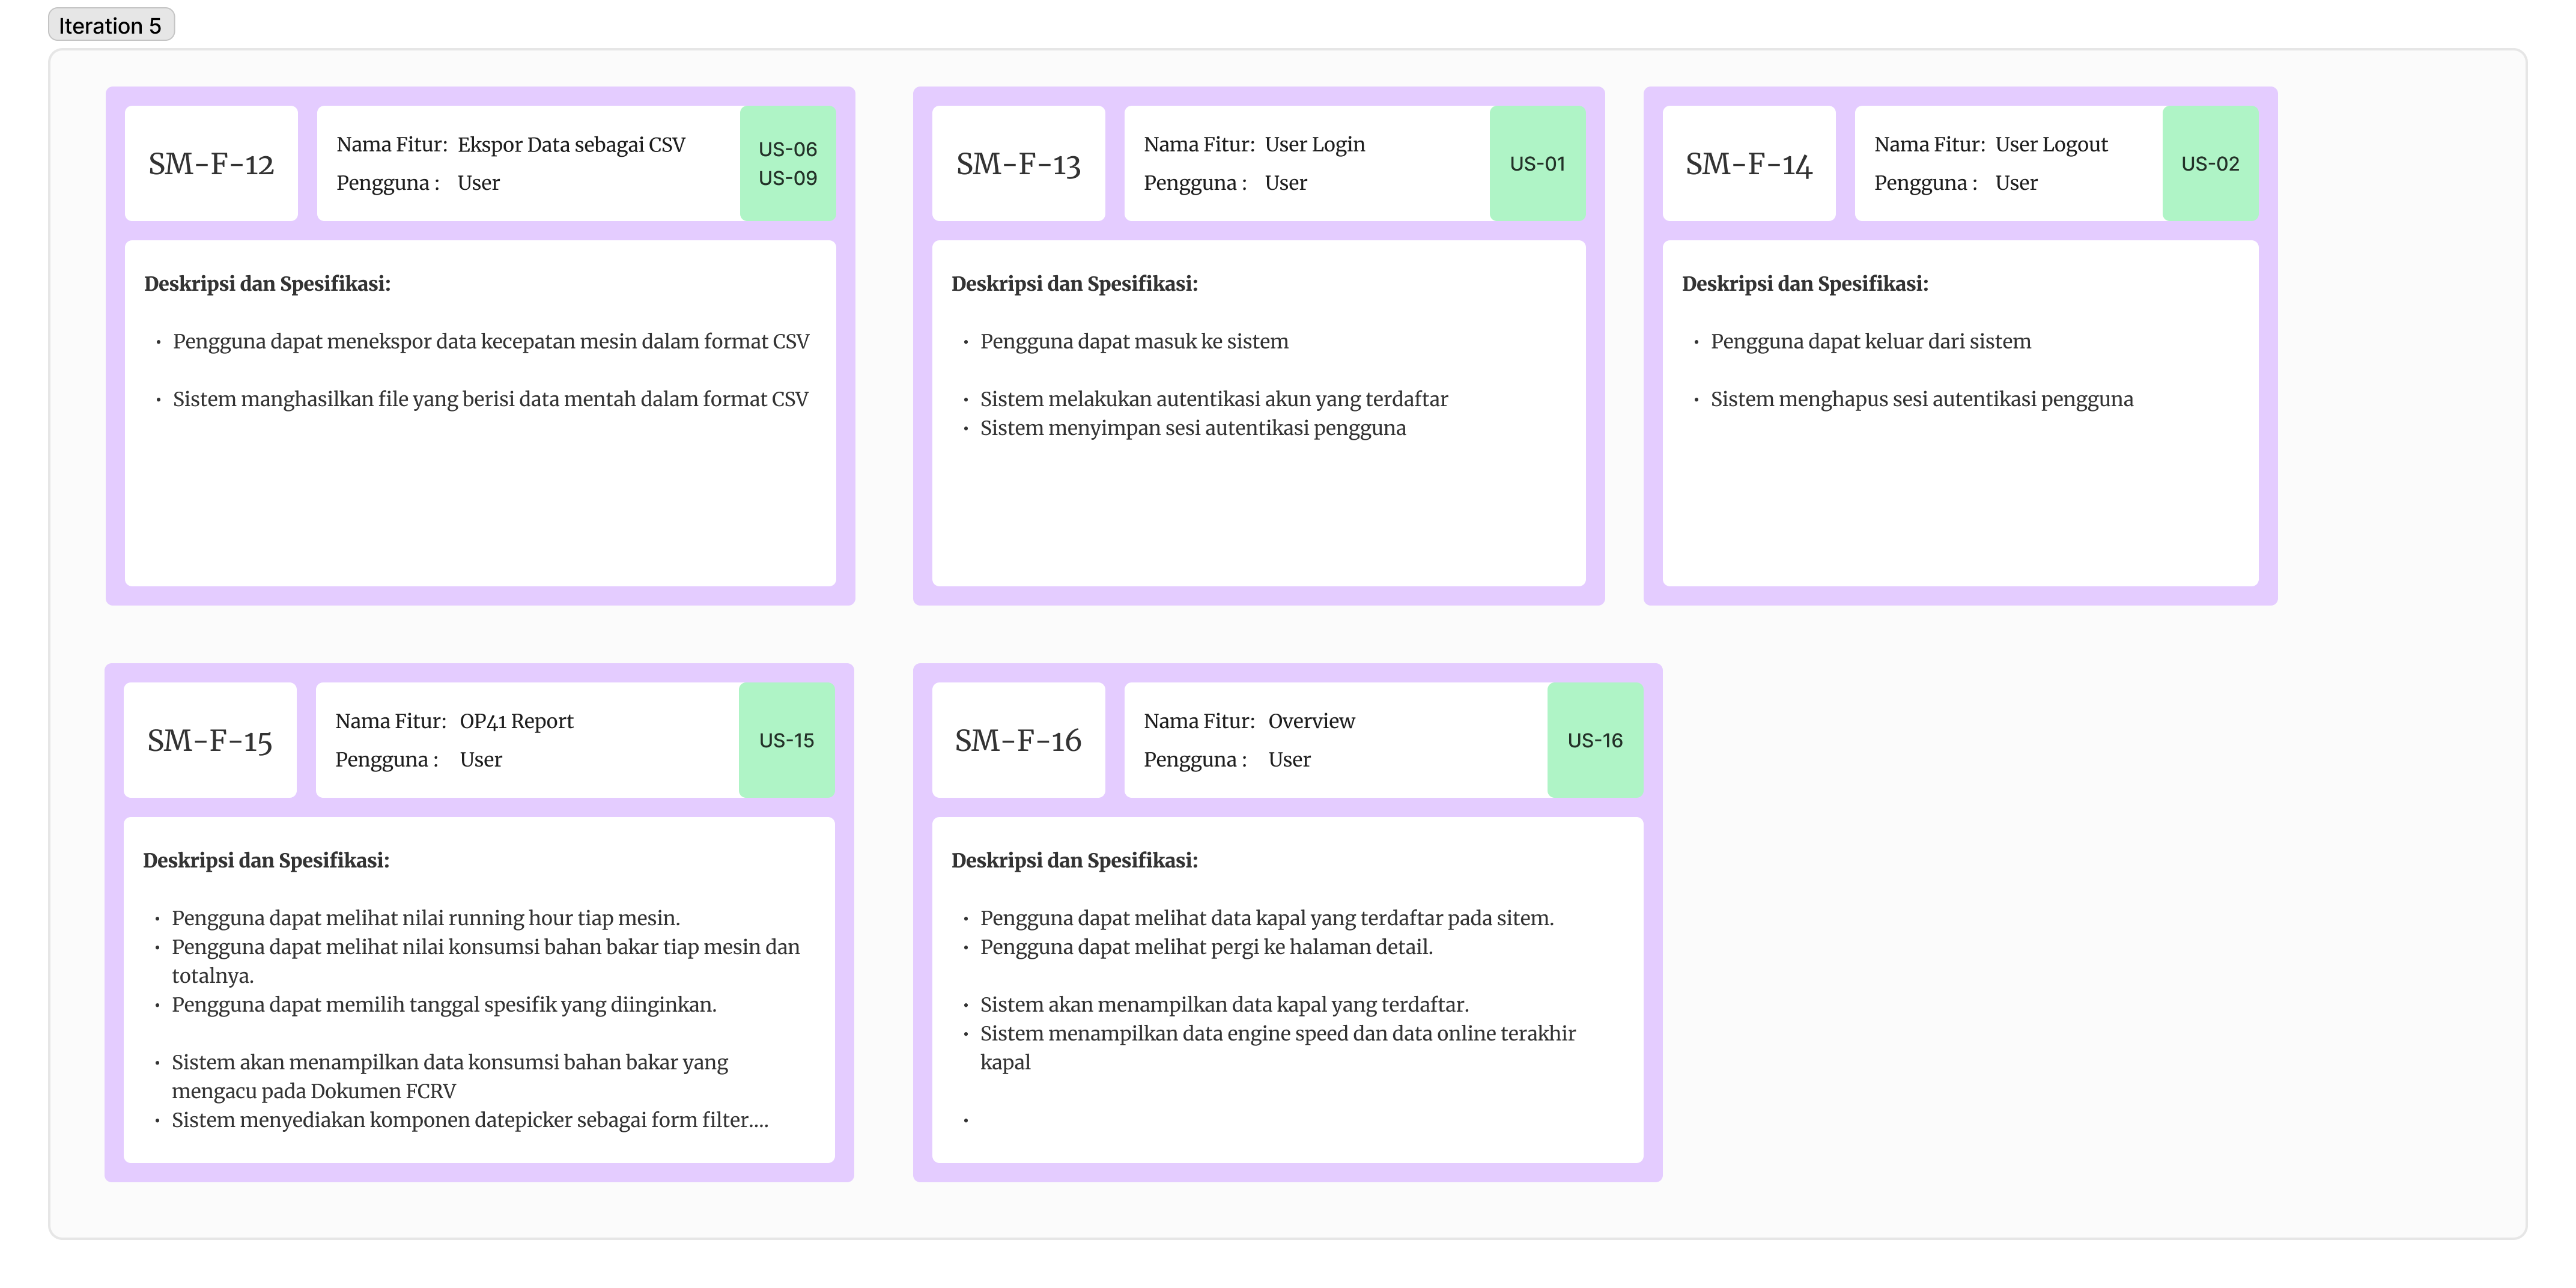 Iteration 5
SM-F-12
Nama Fitur: Ekspor Data sebagai CSV
Pengguna : User
US-06
US-09
Deskripsi dan Spesifikasi:
• Pengguna dapat menekspor data kecepatan mesin dalam format CSV
• Sistem manghasilkan file yang berisi data mentah dalam format CSV
SM-F-13
Nama Fitur: User Login
Pengguna : User
US-01
Deskripsi dan Spesifikasi:
• Pengguna dapat masuk ke sistem
• Sistem melakukan autentikasi akun yang terdaftar
• Sistem menyimpan sesi autentikasi pengguna
SM-F-14
Nama Fitur: User Logout
Pengguna : User
US-02
Deskripsi dan Spesifikasi:
• Pengguna dapat keluar dari sistem
• Sistem menghapus sesi autentikasi pengguna
SM-F-15
Nama Fitur: OP41 Report
Pengguna : User
US-15
Deskripsi dan Spesifikasi:
• Pengguna dapat melihat nilai running hour tiap mesin.
• Pengguna dapat melihat nilai konsumsi bahan bakar tiap mesin dan
totalnya.
• Pengguna dapat memilih tanggal spesifik yang diinginkan.
• Sistem akan menampilkan data konsumsi bahan bakar yang
mengacu pada Dokumen FCRV
• Sistem menyediakan komponen datepicker sebagai form filter....
SM-F-16
Nama Fitur: Overview
Pengguna : User
US-16
Deskripsi dan Spesifikasi:
• Pengguna dapat melihat data kapal yang terdaftar pada sitem.
• Pengguna dapat melihat pergi ke halaman detail.
• Sistem akan menampilkan data kapal yang terdaftar.
• Sistem menampilkan data engine speed dan data online terakhir
kapal
•